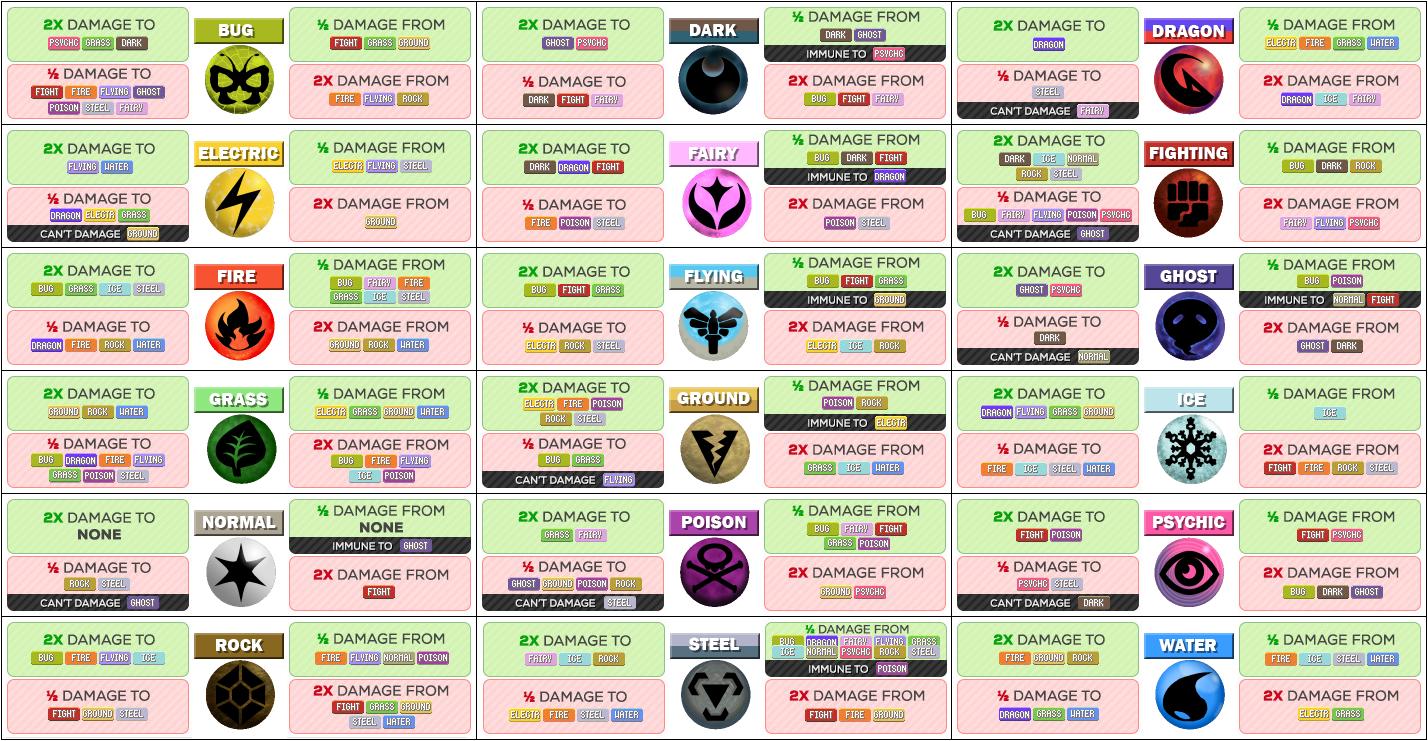 2X DAMAGE TO
PSYCHC GRASS DARK
½ DAMAGE TO
FIGHT FIRE FLYING GHOST
POISON STEEL FAIRY
BUG
½ DAMAGE FROM
FIGHT GRASS GROUND
2X DAMAGE FROM
FIRE FLYING ROCK
2X DAMAGE TO
GHOST PSYCHC
½ DAMAGE TO
DARK FIGHT FAIRY
DARK
½ DAMAGE FROM
DARK GHOST
IMMUNE TO PSYCHC
2X DAMAGE FROM
BUG FIGHT FAIRY
2X DAMAGE TO
DRAGON
½ DAMAGE TO
STEEL
CAN'T DAMAGE FAIRY
DRAGON
½ DAMAGE FROM
ELECTR FIRE GRASS WATER
2X DAMAGE FROM
DRAGON ICE FAIRY
2X DAMAGE TO
FLYING WATER
½ DAMAGE TO
DRAGON ELECTR GRASS
CAN'T DAMAGE GROUND
ELECTRIC
½ DAMAGE FROM
ELECTR FLYING STEEL
2X DAMAGE FROM
GROUND
2X DAMAGE TO
DARK DRAGON FIGHT
½ DAMAGE TO
FIRE POISON STEEL
FAIRY
½ DAMAGE FROM
BUG DARK FIGHT
IMMUNE TO DRAGON
2X DAMAGE FROM
POISON STEEL
2X DAMAGE TO
DARK ICE NORMAL
ROCK STEEL
½ DAMAGE TO
BUG FAIRY FLYING POISON PSYCHC
CAN'T DAMAGE GHOST
FIGHTING
½ DAMAGE FROM
BUG DARK ROCK
2X DAMAGE FROM
FAIRY FLYING PSYCHC
2X DAMAGE TO
BUG GRASS ICE STEEL
½ DAMAGE TO
DRAGON FIRE ROCK WATER
FIRE
½ DAMAGE FROM
BUG FAIRY FIRE
GRASS ICE STEEL
2X DAMAGE FROM
GROUND ROCK WATER
2X DAMAGE TO
BUG FIGHT GRASS
½ DAMAGE TO
ELECTR ROCK STEEL
FLYING
½ DAMAGE FROM
BUG FIGHT GRASS
IMMUNE TO GROUND
2X DAMAGE FROM
ELECTR ICE ROCK
2X DAMAGE TO
GHOST PSYCHC
½ DAMAGE TO
DARK
CAN'T DAMAGE NORMAL
GHOST
½ DAMAGE FROM
BUG POISON
IMMUNE TO NORMAL FIGHT
2X DAMAGE FROM
GHOST DARK
2X DAMAGE TO
GROUND ROCK WATER
½ DAMAGE TO
BUG DRAGON FIRE FLYING
GRASS POISON STEEL
GRASS
½ DAMAGE FROM
ELECTR GRASS GROUND WATER
2X DAMAGE FROM
BUG FIRE FLYING
ICE POISON
2X DAMAGE TO
ELECTR FIRE POISON
ROCK STEEL
½ DAMAGE TO
BUG GRASS
CAN'T DAMAGE FLYING
GROUND
½ DAMAGE FROM
POISON ROCK
IMMUNE TO ELECTR
2X DAMAGE FROM
GRASS ICE WATER
2X DAMAGE TO
DRAGON FLYING GRASS GROUND
½ DAMAGE TO
FIRE ICE STEEL WATER
ICE
½ DAMAGE FROM
ICE
2X DAMAGE FROM
FIGHT FIRE ROCK STEEL
2X DAMAGE TO
NONE
½ DAMAGE TO
ROCK STEEL
CAN'T DAMAGE GHOST
NORMAL
½ DAMAGE FROM
NONE
IMMUNE TO GHOST
2X DAMAGE FROM
FIGHT
2X DAMAGE TO
GRASS FAIRY
½ DAMAGE TO
GHOST GROUND POISON ROCK
CAN'T DAMAGE STEEL
POISON
½ DAMAGE FROM
BUG FAIRY FIGHT
GRASS POISON
2X DAMAGE FROM
GROUND PSYCHC
2X DAMAGE TO
FIGHT POISON
½ DAMAGE TO
PSYCHC STEEL
CAN'T DAMAGE DARK
PSYCHIC
½ DAMAGE FROM
FIGHT PSYCHC
2X DAMAGE FROM
BUG DARK GHOST
2X DAMAGE TO
BUG FIRE FLYING ICE
½ DAMAGE TO
FIGHT GROUND STEEL
ROCK
½ DAMAGE FROM
FIRE FLYING NORMAL POISON
2X DAMAGE FROM
FIGHT GRASS GROUND
STEEL WATER
2X DAMAGE TO
FAIRY ICE ROCK
½ DAMAGE TO
ELECTR FIRE STEEL WATER
STEEL
½ DAMAGE FROM
BUG DRAGON FAIRY FLYING GRASS
ICE NORMAL PSYCHC ROCK STEEL
IMMUNE TO POISON
2X DAMAGE FROM
FIGHT FIRE GROUND
2X DAMAGE TO
FIRE GROUND ROCK
½ DAMAGE TO
DRAGON GRASS WATER
WATER
½ DAMAGE FROM
FIRE ICE STEEL WATER
2X DAMAGE FROM
ELECTR GRASS